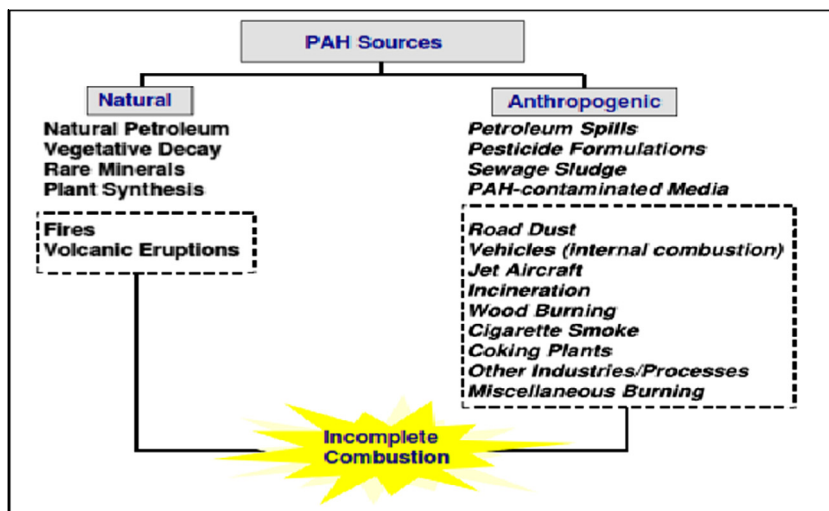 PAH Sources
Natural
Natural Petroleum
Vegetative Decay
Rare Minerals
Plant Synthesis
Fires
Volcanic Eruptions
Anthropogenic
Petroleum Spills
Pesticide Formulations
Sewage Sludge
PAH-contaminated Media
Road Dust
Vehicles (internal combustion)
Jet Aircraft
Incineration
Wood Burning
Cigarette Smoke
Coking Plants
Other Industries/Processes
Miscellaneous Burning
Incomplete
Combustion